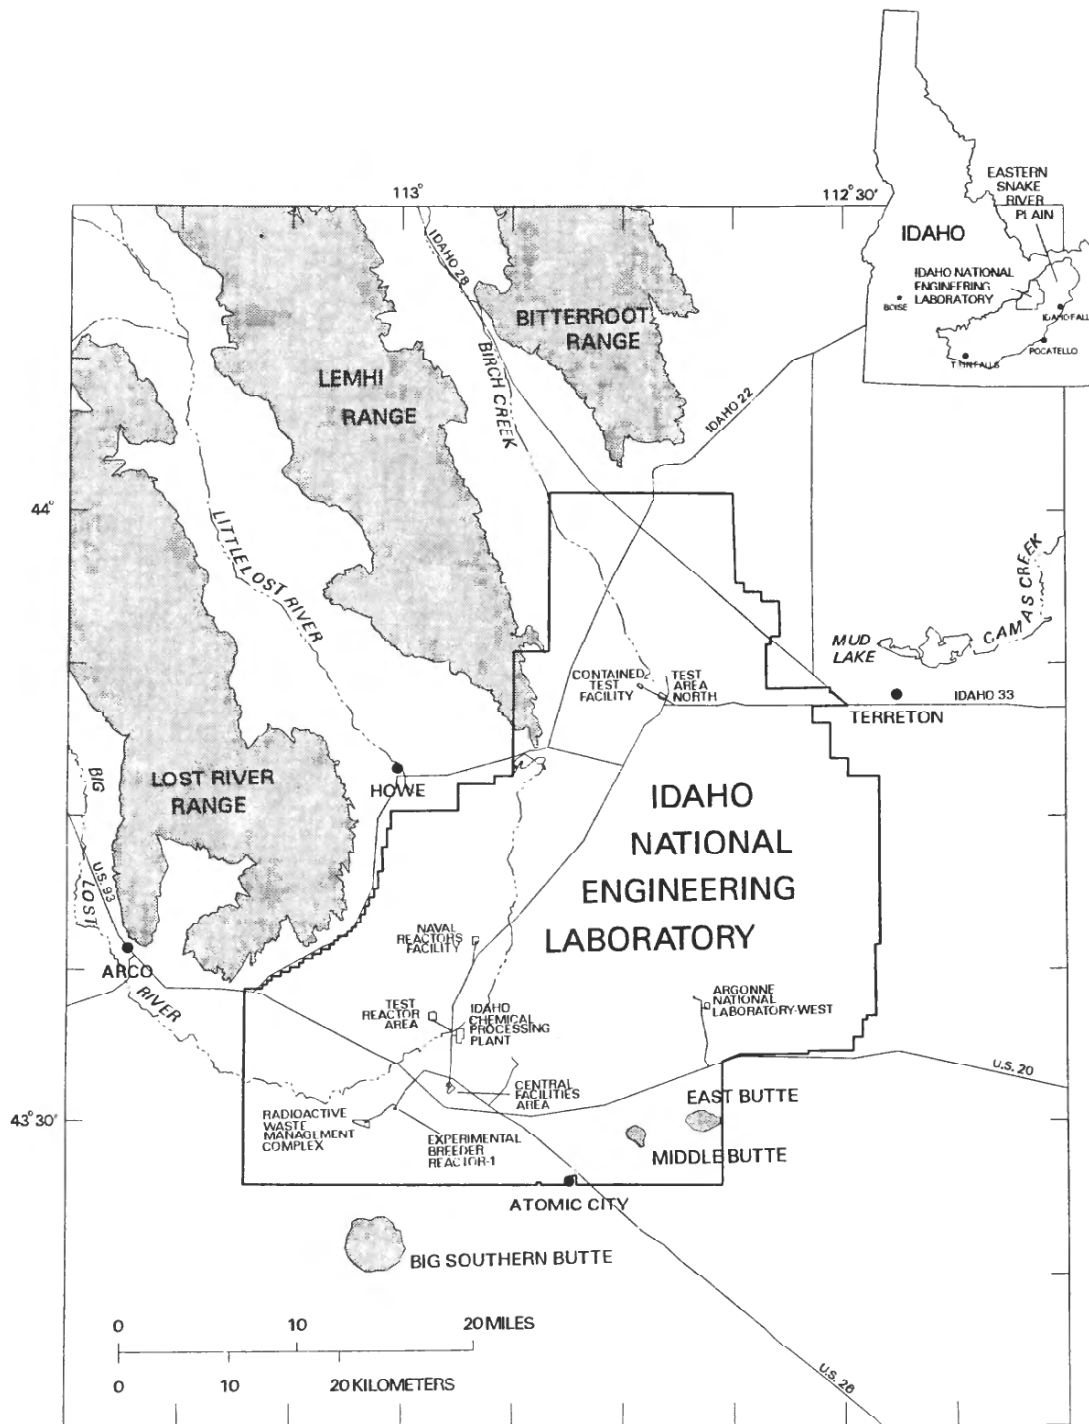 113°
112°30'
EASTERN
SNAKE
RIVER
PLAIN
IDAHO
IDAHO NATIONAL
ENGINEERING
LABORATORY
BOISE
IDAHO FALL
POCATELLO
TWIN FALLS
IDAHO 28
BITTERROOT
RANGE
BIRCH CREEK
LEMHI
RANGE
IDAHO 22
44°
LITTLE LOST RIVER
CAMAS CREEK
MUD
LAKE
CONTAINED
TEST
FACILITY
TEST
AREA
NORTH
IDAHO 33
TERRETON
BIG
LOST
RIVER
LOST RIVER
RANGE
HOWE
U.S. 93
IDAHO
NATIONAL
ENGINEERING
LABORATORY
NAVAL
REACTORS
FACILITY
ARCO
TEST
REACTOR
AREA
IDAHO
CHEMICAL
PROCESSING
PLANT
ARGONNE
NATIONAL
LABORATORY-WEST
U.S. 20
CENTRAL
FACILITIES
AREA
EAST BUTTE
43°30'
RADIOACTIVE
WASTE
MANAGEMENT
COMPLEX
EXPERIMENTAL
BREEDER
REACTOR-1
MIDDLE BUTTE
ATOMIC CITY
BIG SOUTHERN BUTTE
0 10 20 MILES
0 10 20 KILOMETERS
U.S. 26